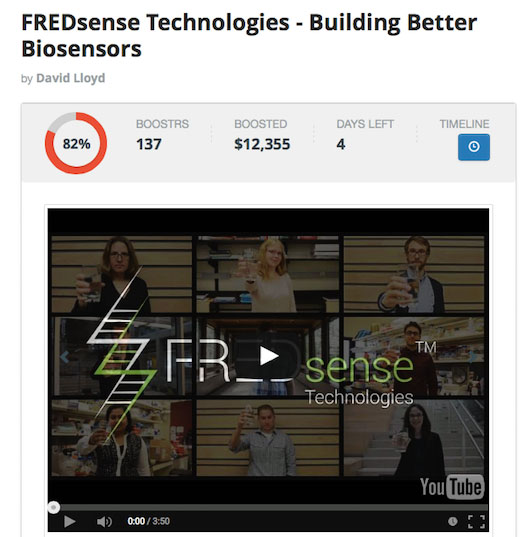 FREDsense Technologies - Building Better
Biosensors
by David Lloyd
82%
BOOSTRS
137
BOOSTED
$12,355
DAYS LEFT
4
TIMELINE
FREDsense™
Technologies
YouTube
0:00 / 3:50